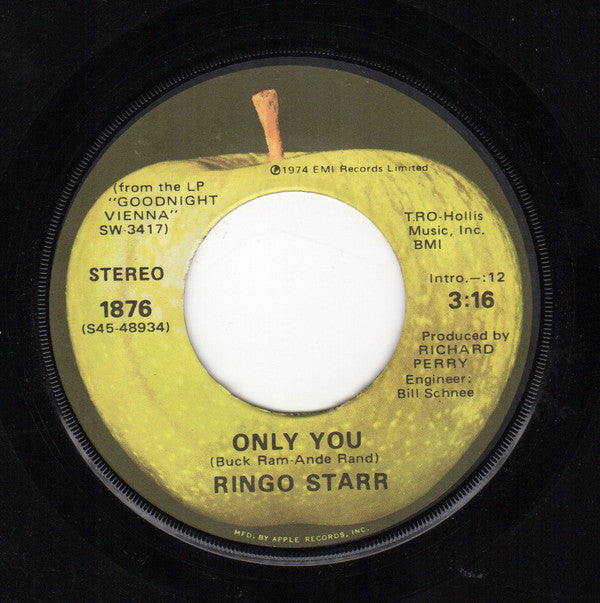 ℗1974 EMI Records Limited
(from the LP
"GOODNIGHT
VIENNA"
SW-3417)
STEREO
1876
(S45-48934)
T.RO-Hollis
Music, Inc.
BMI
Intro.—:12
3:16
Produced by
RICHARD
PERRY
Engineer:
Bill Schnee
ONLY YOU
(Buck Ram-Ande Rand)
RINGO STARR
MFD. BY APPLE RECORDS, INC.